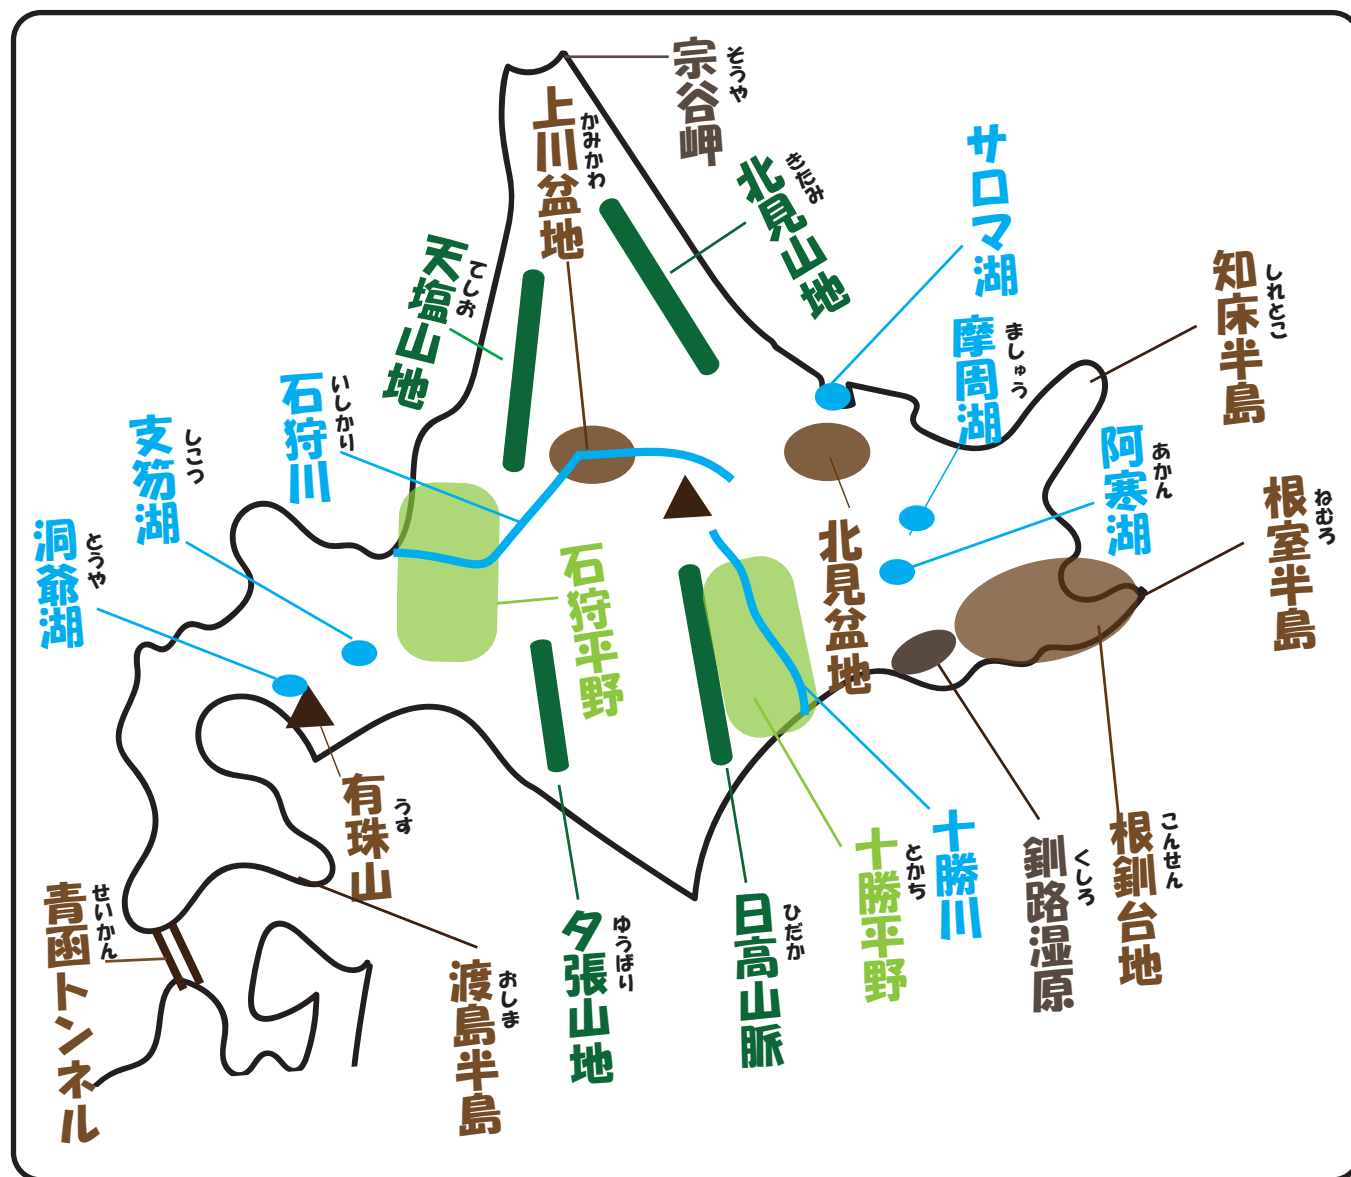 宗谷岬
そうや
上川盆地
かみかわ
北見山地
きたみ
サロマ湖
天塩山地
てしお
知床半島
しれとこ
摩周湖
ましゅう
石狩川
いしかり
支笏湖
しこつ
阿寒湖
あかん
根室半島
ねむろ
洞爺湖
とうや
石狩平野
北見盆地
有珠山
うす
青函トンネル
せいかん
渡島半島
おしま
夕張山地
ゆうばり
日高山脈
ひだか
十勝平野
とかち
十勝川
釧路湿原
くしろ
根釧台地
こんせん